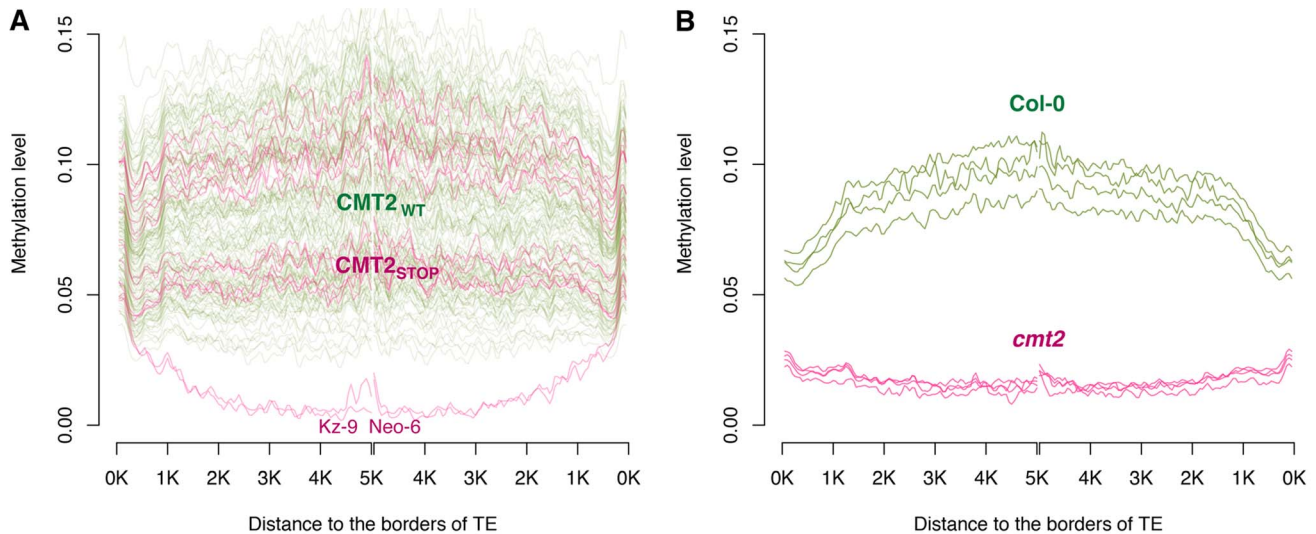 A
0.15
0.10
0.05
0.00
Methylation level
CMT2WT
CMT2STOP
Kz-9 Neo-6
0K 1K 2K 3K 4K 5K 4K 3K 2K 1K 0K
Distance to the borders of TE
B
0.15
0.10
0.05
0.00
Methylation level
Col-0
cmt2
0K 1K 2K 3K 4K 5K 4K 3K 2K 1K 0K
Distance to the borders of TE